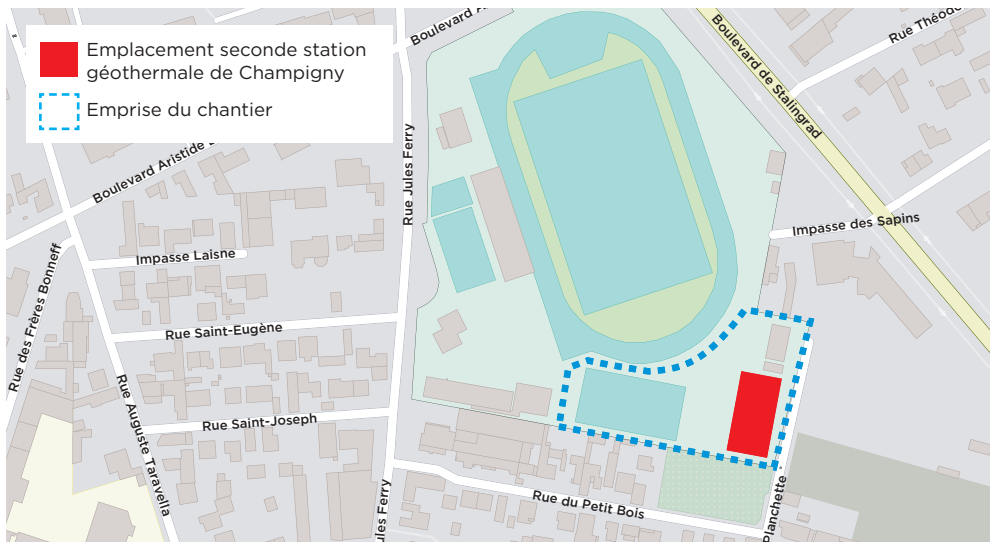 Emplacement seconde station
géothermale de Champigny
Emprise du chantier
Boulevard
Boulevard de Stalingrad
Rue
Boulevard Aristide
Rue Jules Ferry
Impasse des Sapins
Impasse Laisne
Rue des Frères Bonneff
Rue Saint-Eugène
Rue Auguste Taravella
Rue Saint-Joseph
Rue du Petit Bois
Ferry
Planchette